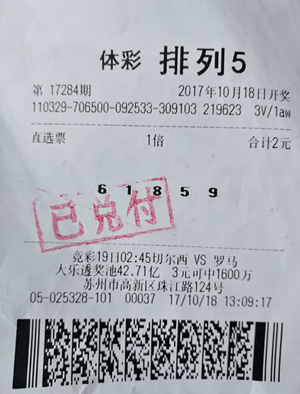 体彩 排列5
第 17284期 2017年10月18日开奖
110329-706500-092533-309103 219623 3V/1aw
直选票 1倍 合计2元
6 1 8 5 9
已兑付
竞彩19日02:45切尔西 VS 罗马
大乐透奖池42.71亿 3元可中1600万
苏州市高新区珠江路124号
05-025328-101 00037 17/10/18 13:09:17